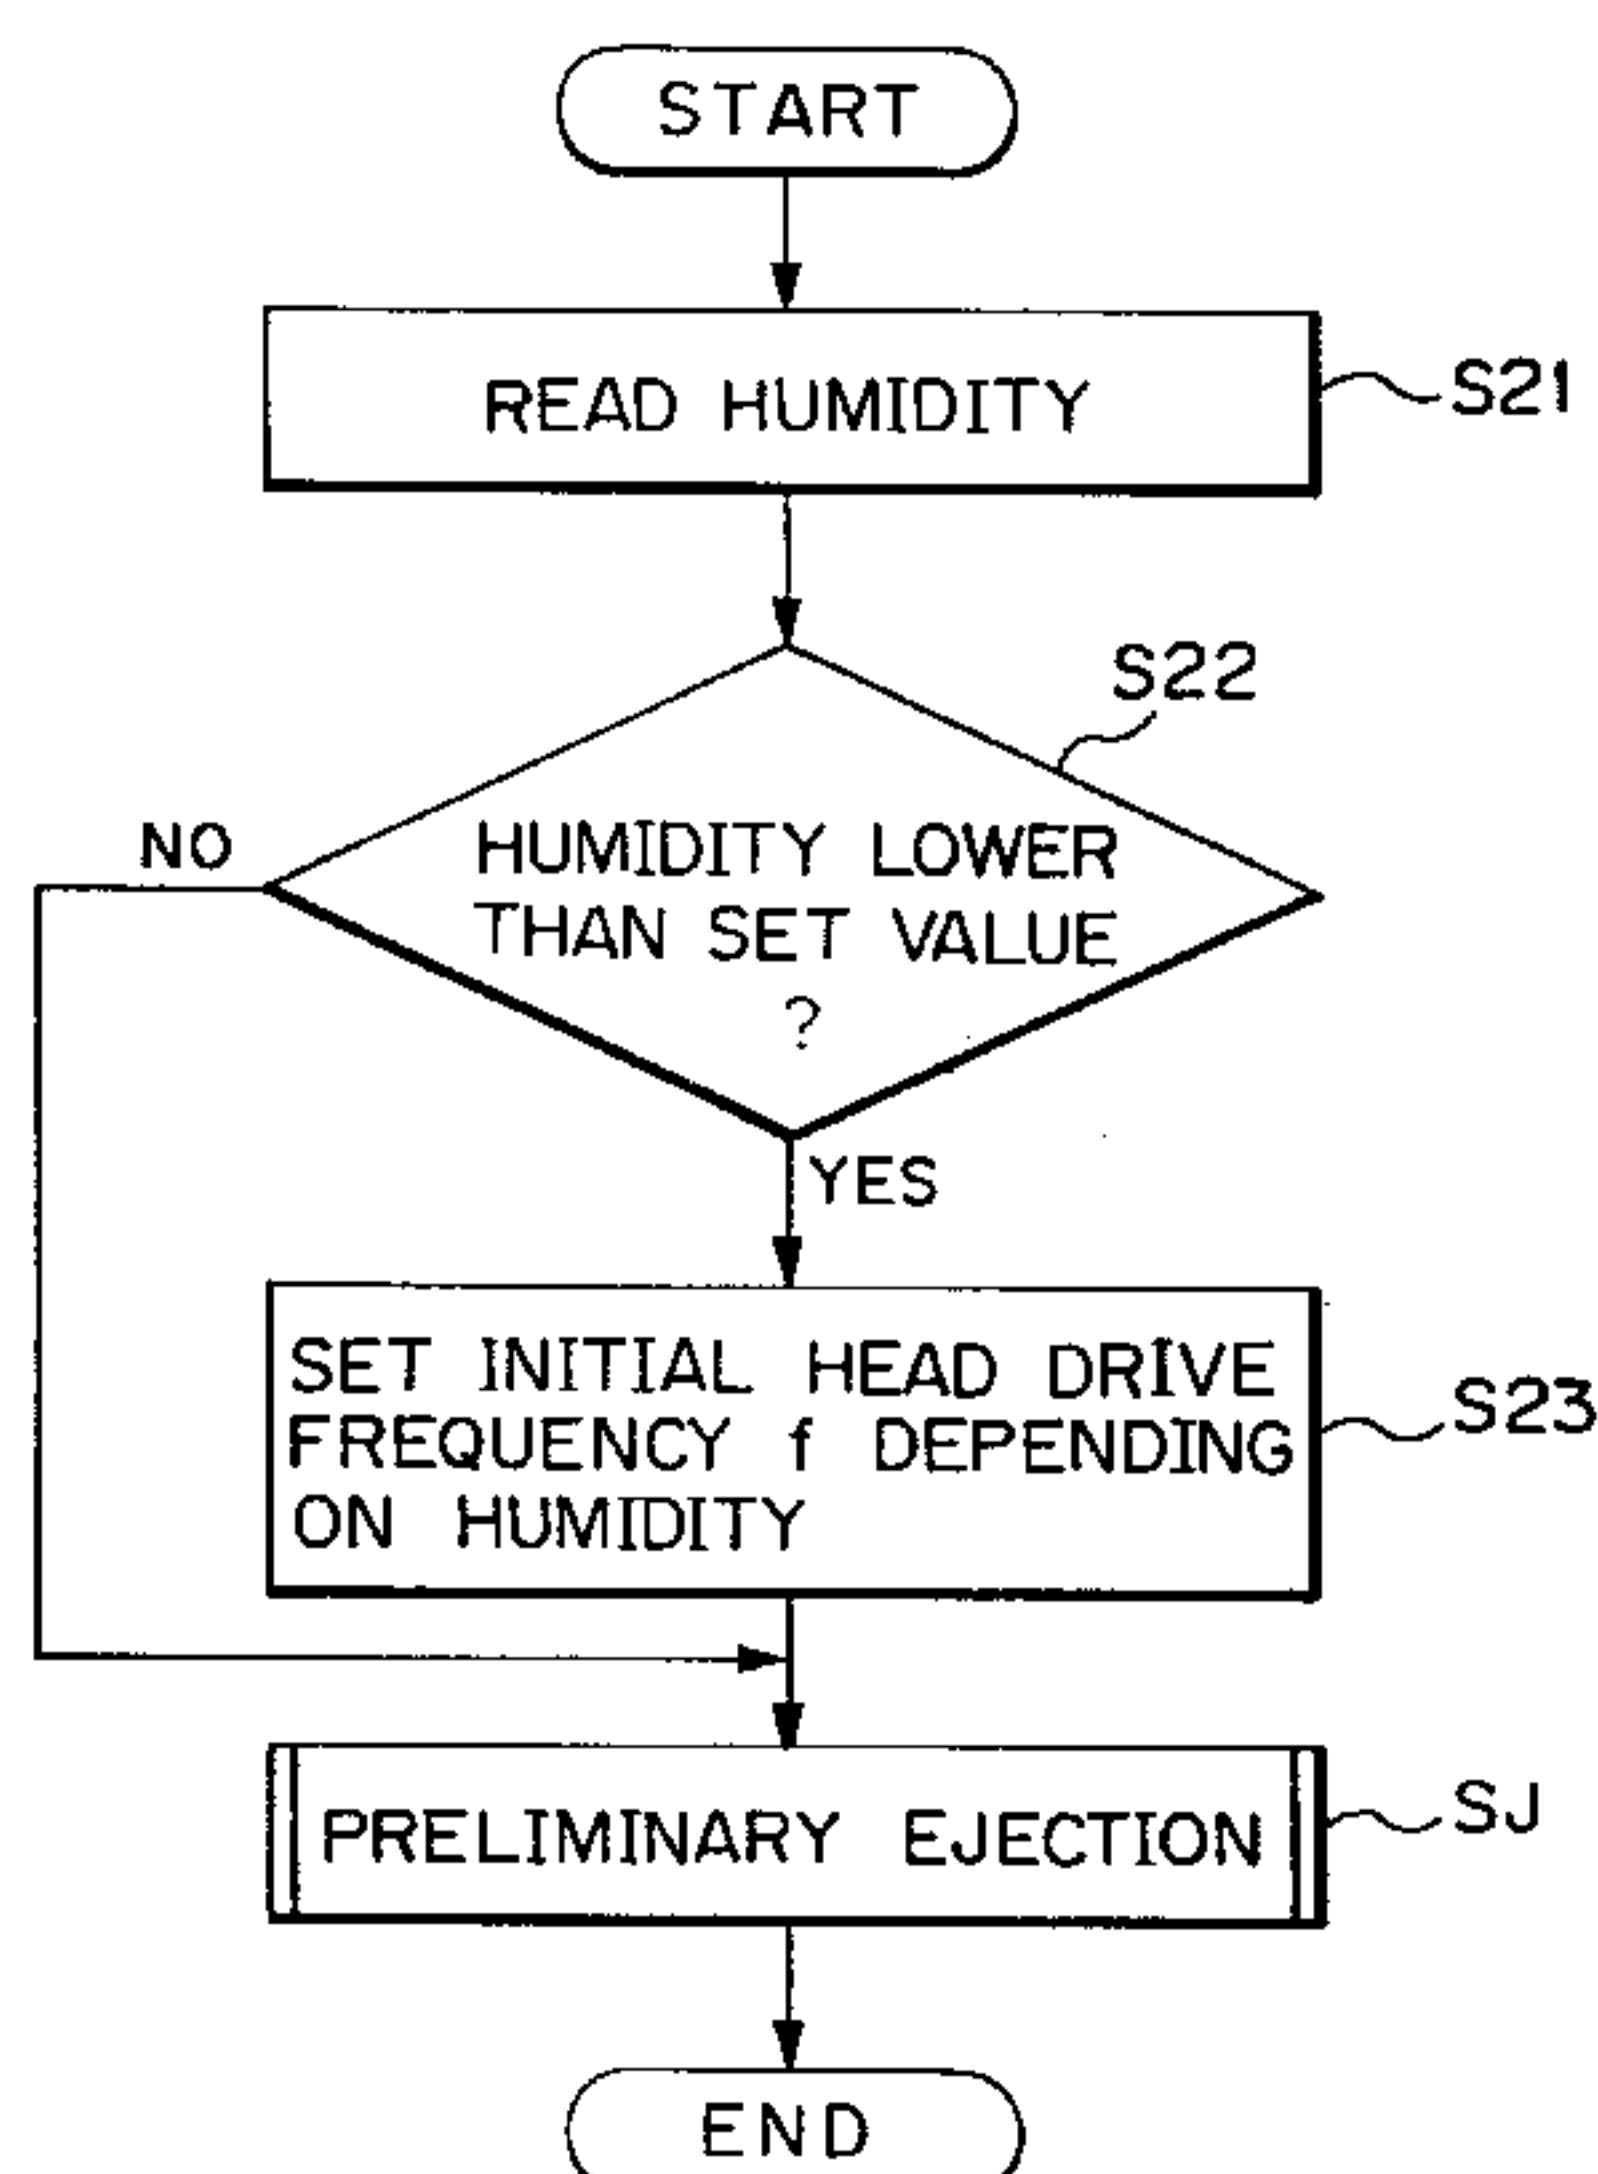 START
READ HUMIDITY
S21
S22
NO
HUMIDITY LOWER
THAN SET VALUE
?
YES
SET INITIAL HEAD DRIVE
FREQUENCY f DEPENDING
ON HUMIDITY
S23
PRELIMINARY EJECTION
SJ
END